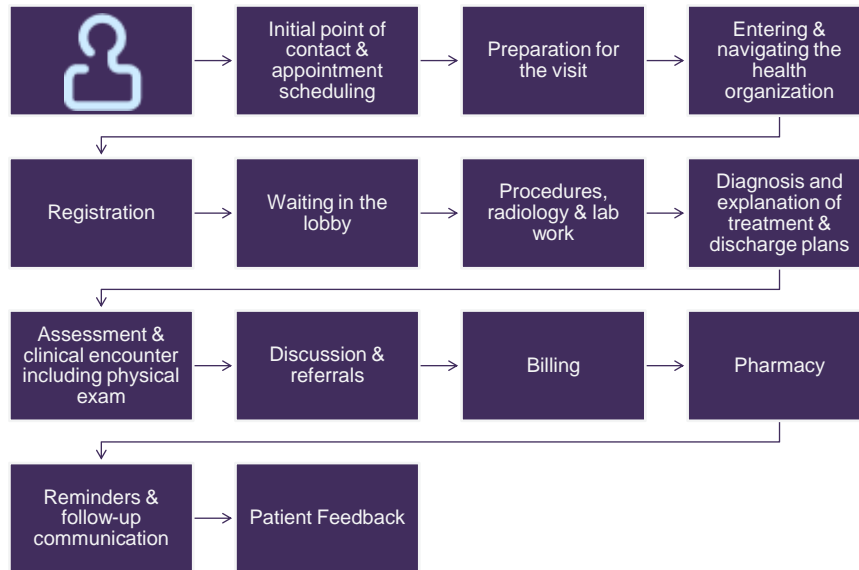 Initial point of
contact &
appointment
scheduling
Preparation for
the visit
Entering &
navigating the
health
organization
Registration
Waiting in the
lobby
Procedures,
radiology & lab
work
Diagnosis and
explanation of
treatment &
discharge plans
Assessment &
clinical encounter
including physical
exam
Discussion &
referrals
Billing
Pharmacy
Reminders &
follow-up
communication
Patient Feedback